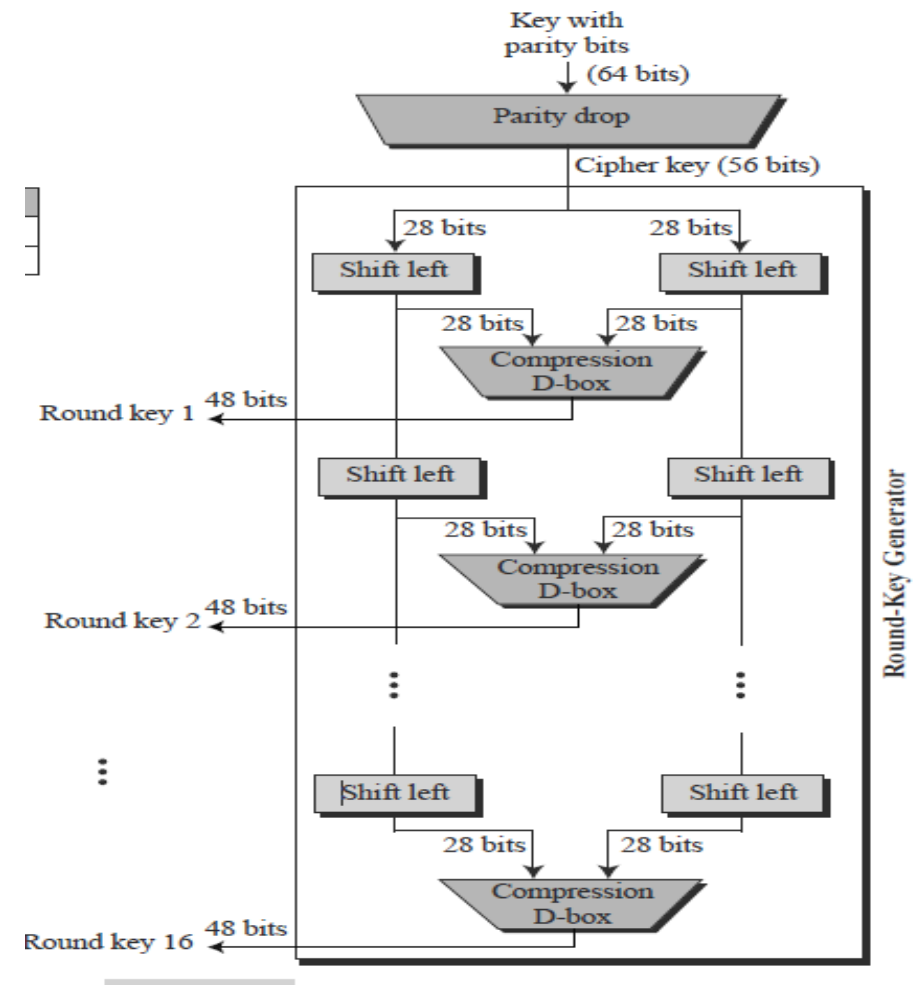 Key with
parity bits
(64 bits)
Parity drop
Cipher key (56 bits)
28 bits 28 bits
Shift left Shift left
28 bits 28 bits
Compression
D-box
48 bits
Round key 1
Shift left Shift left
28 bits 28 bits
Compression
D-box
48 bits
Round key 2
Round-Key Generator
Shift left Shift left
28 bits 28 bits
Compression
D-box
48 bits
Round key 16